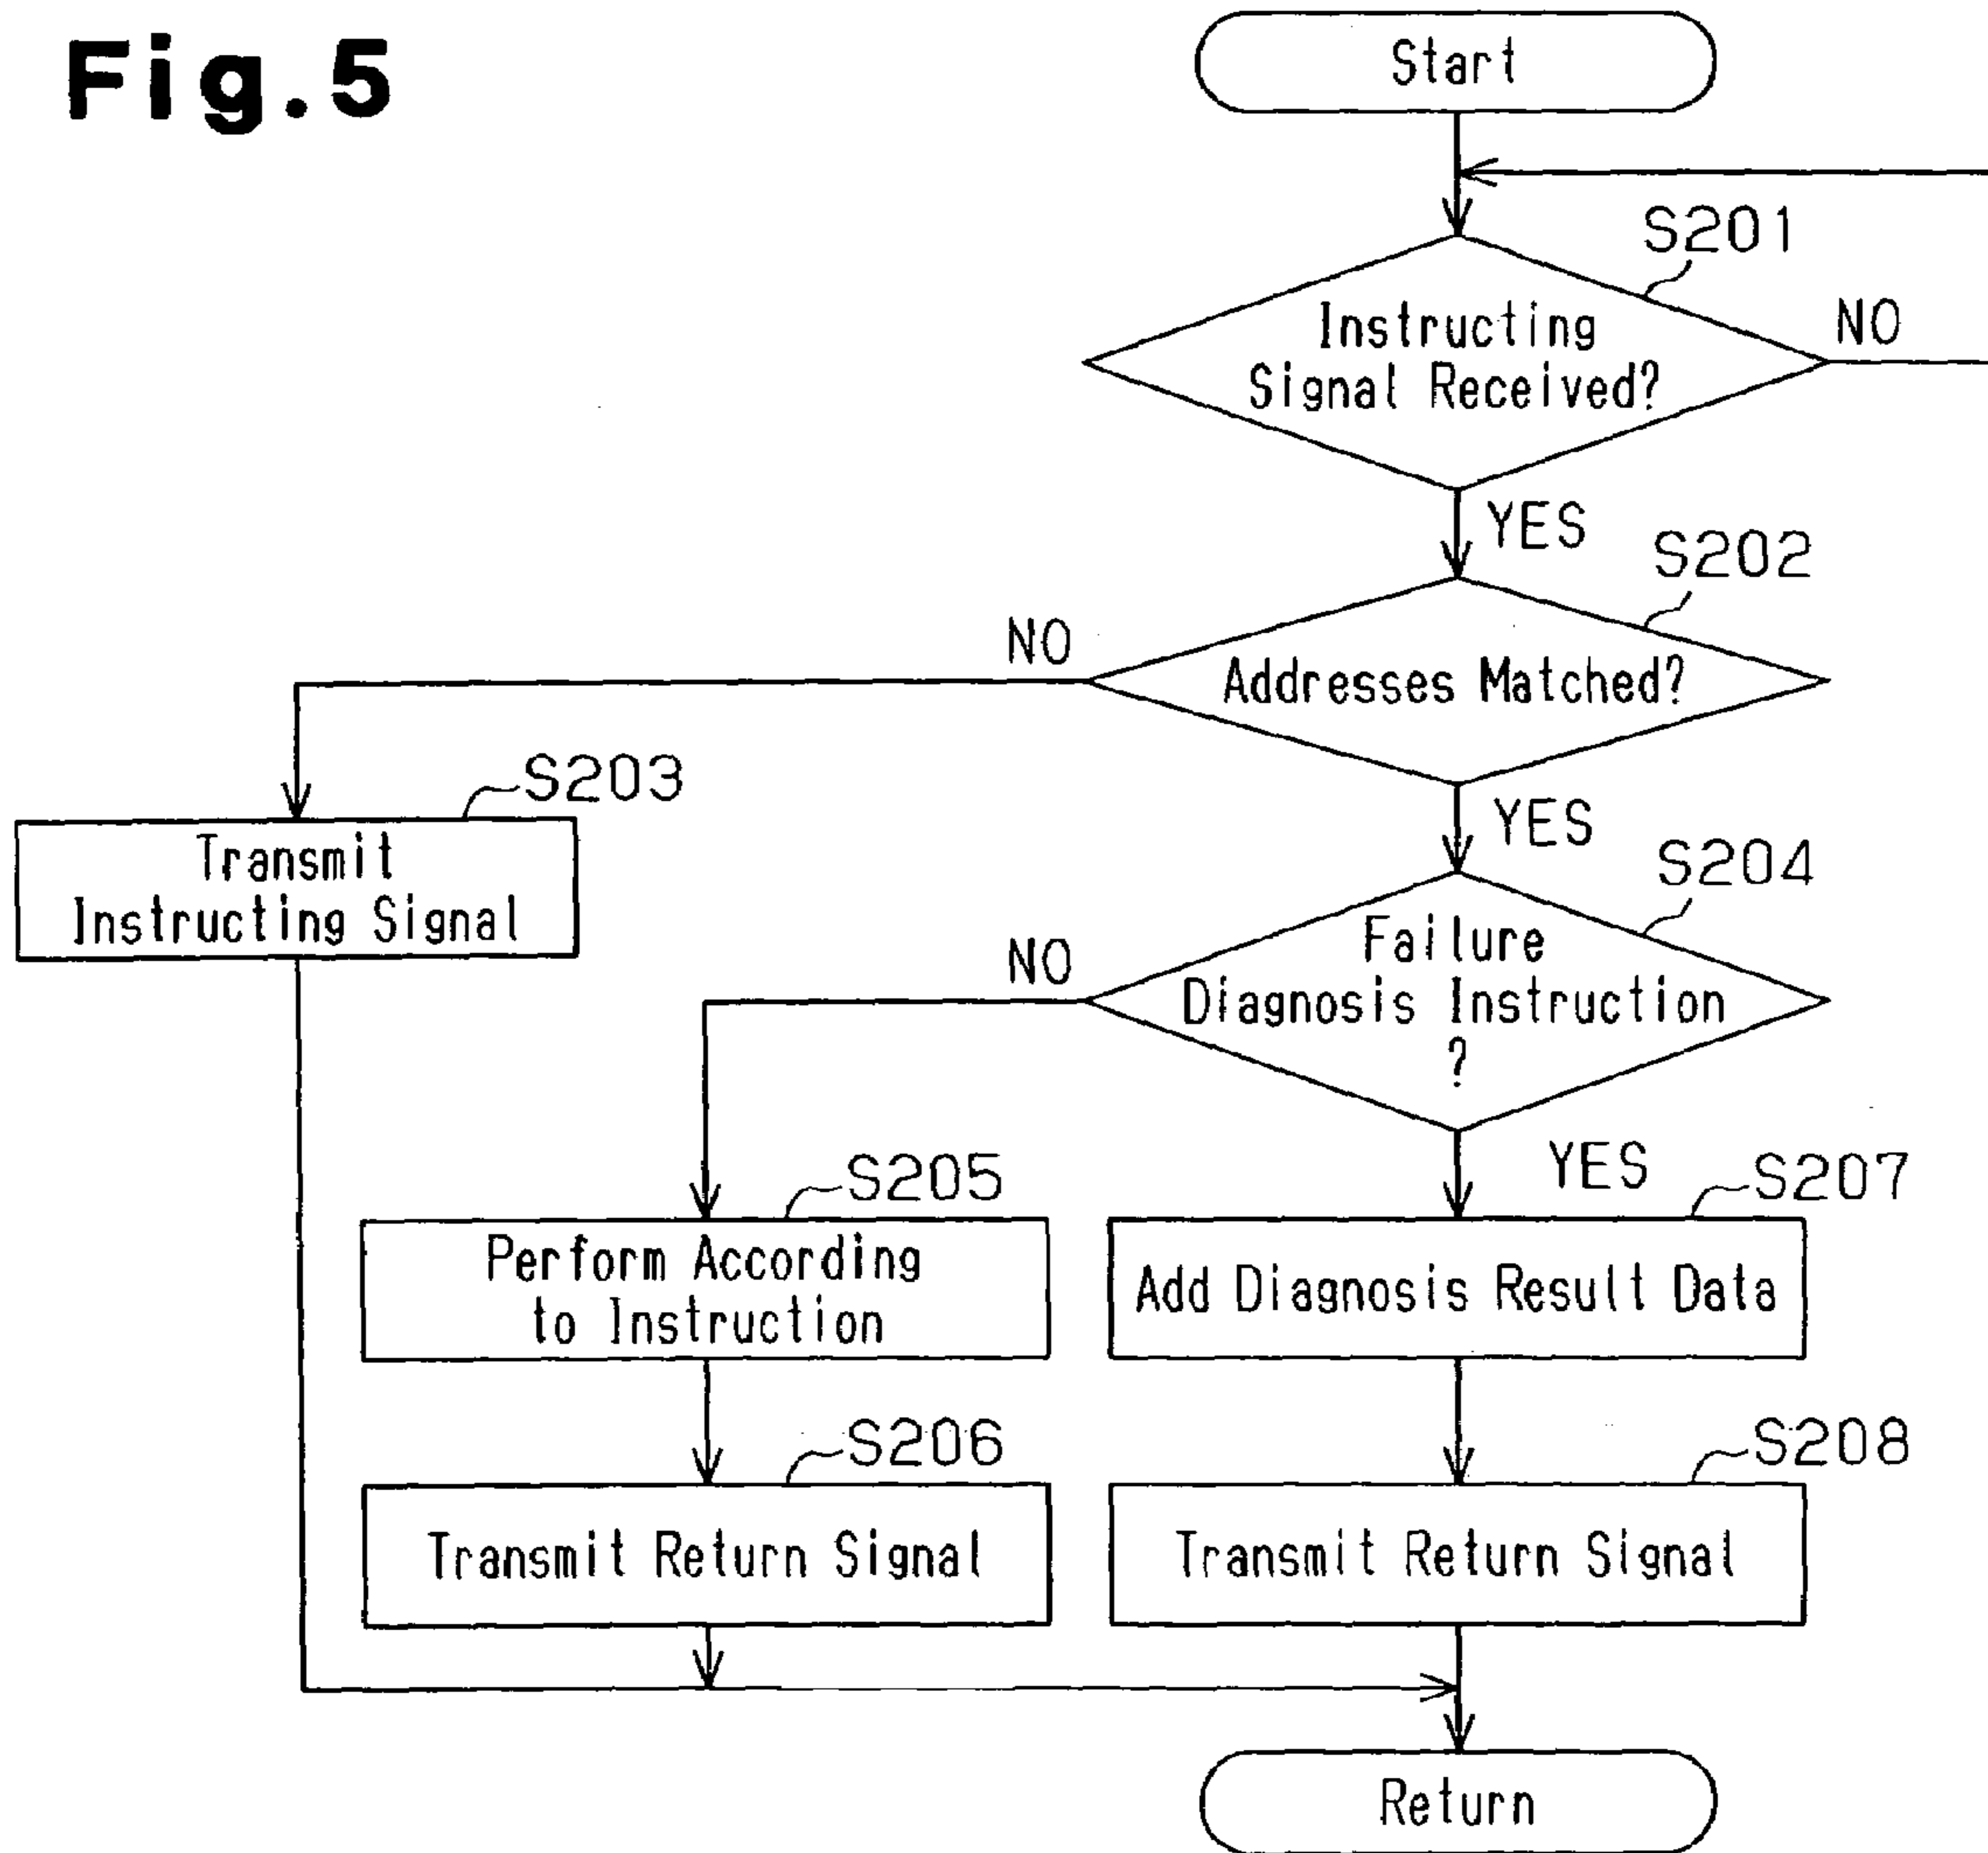 Fig.5
Start
S201
Instructing
Signal Received?
NO
YES
S202
NO
Addresses Matched?
S203
YES
Transmit
Instructing Signal
S204
NO
Failure
Diagnosis Instruction
?
S205
YES
S207
Perform According
to Instruction
Add Diagnosis Result Data
S206
S208
Transmit Return Signal
Transmit Return Signal
Return